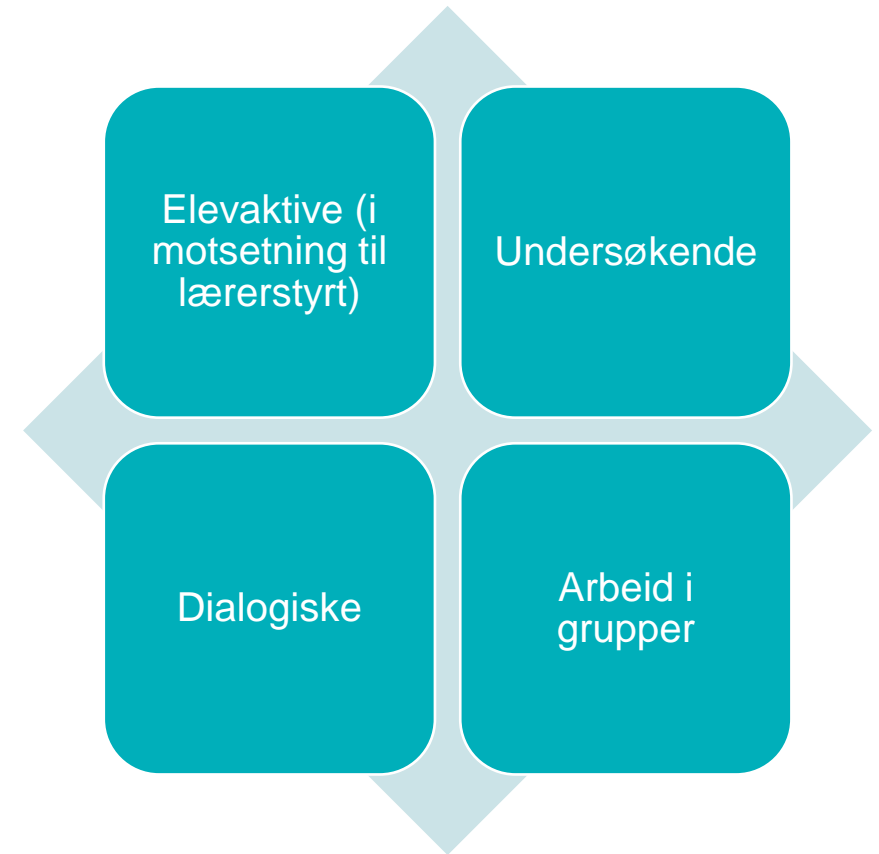 Elevaktive (i
motsetning til
lærerstyrt)
Undersøkende
Dialogiske
Arbeid i
grupper